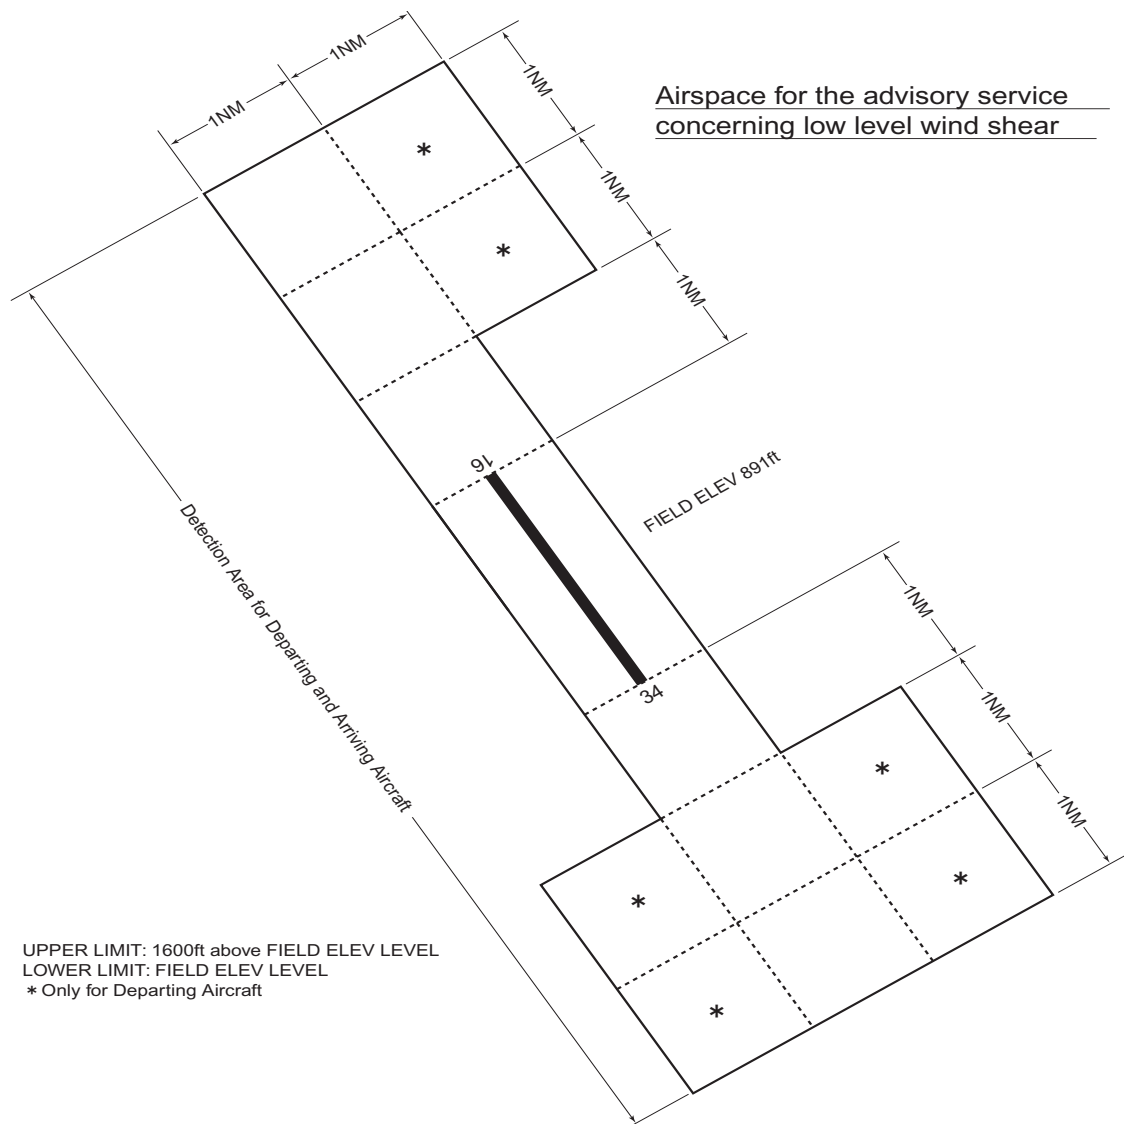 1NM
1NM
1NM
1NM
1NM
Airspace for the advisory service
concerning low level wind shear
*
*
16
FIELD ELEV 891ft
Detection Area for Departing and Arriving Aircraft
34
1NM
1NM
1NM
*
*
*
*
UPPER LIMIT: 1600ft above FIELD ELEV LEVEL
LOWER LIMIT: FIELD ELEV LEVEL
* Only for Departing Aircraft